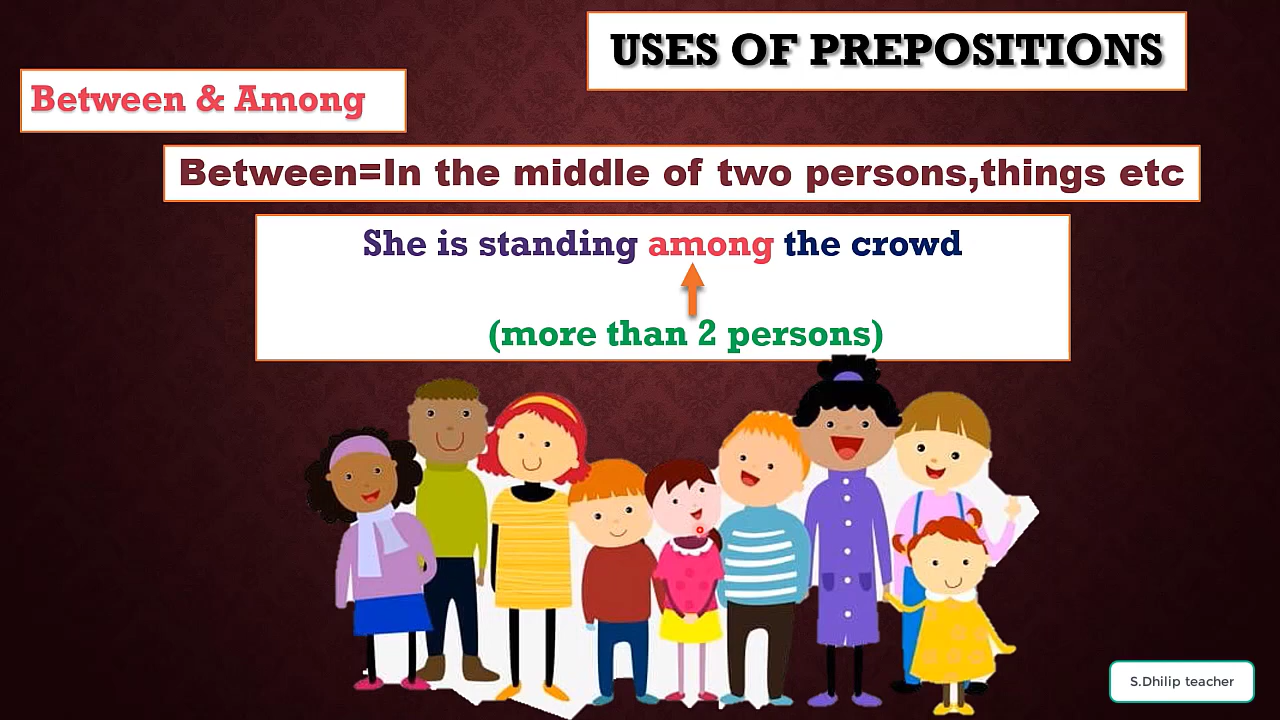 USES OF PREPOSITIONS
Between & Among
Between=In the middle of two persons,things etc
She is standing among the crowd
(more than 2 persons)
S.Dhilip teacher